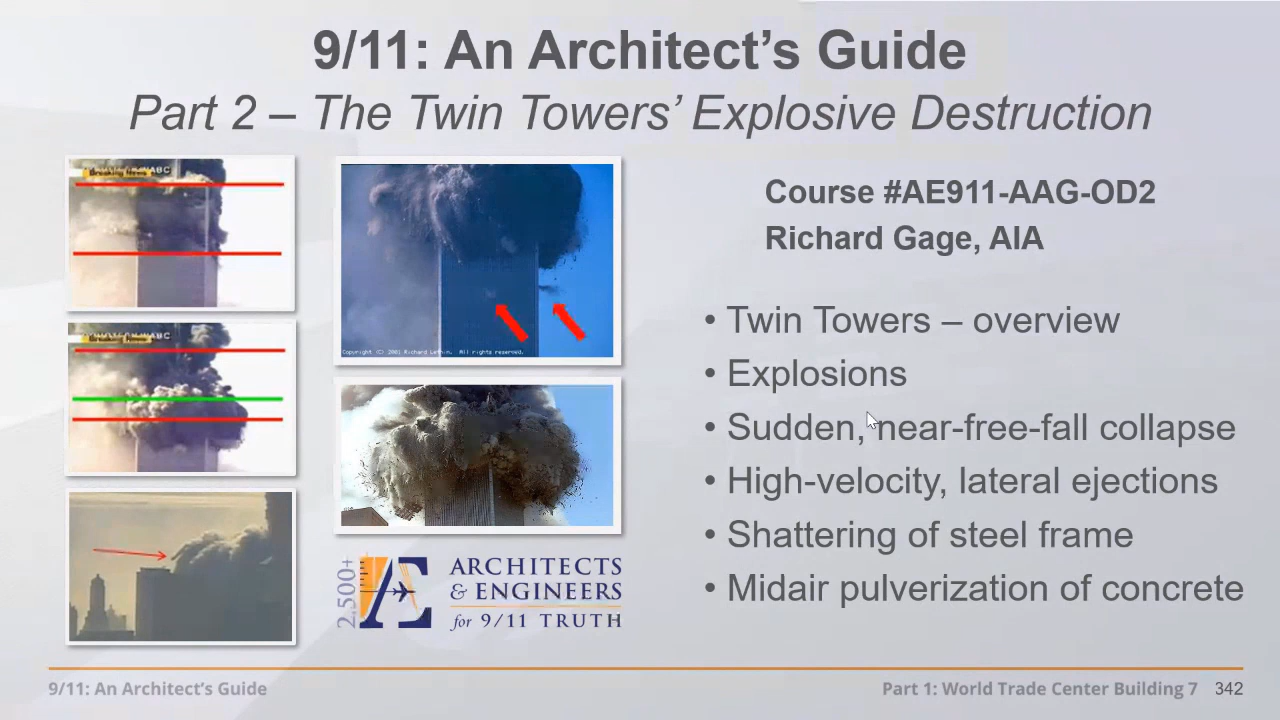 9/11: An Architect's Guide
Part 2 – The Twin Towers' Explosive Destruction
Breaking News
Breaking News
Copyright (C) 2001 Richard Lethin. All rights reserved.
2,500+
ARCHITECTS
& ENGINEERS
for 9/11 TRUTH
Course #AE911-AAG-OD2
Richard Gage, AIA
• Twin Towers – overview
• Explosions
• Sudden, near-free-fall collapse
• High-velocity, lateral ejections
• Shattering of steel frame
• Midair pulverization of concrete
9/11: An Architect's Guide
Part 1: World Trade Center Building 7 342